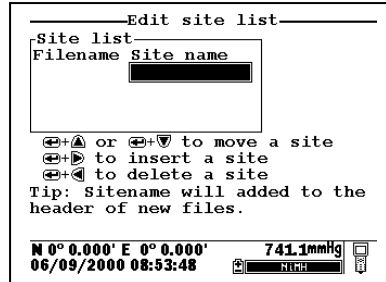 Edit site list
Site list
Filename Site name
+ or + to move a site
+ to insert a site
+ to delete a site
Tip: Sitename will added to the
header of new files.
N 0° 0.000' E 0° 0.000' 741.1mmHg
06/09/2000 08:53:48 NiMH